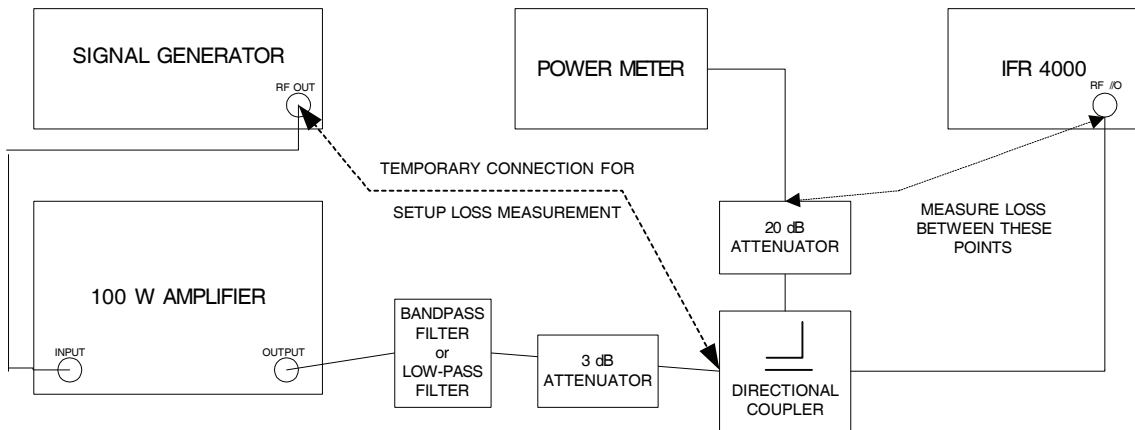 SIGNAL GENERATOR
RF OUT
POWER METER
IFR 4000
RF I/O
TEMPORARY CONNECTION FOR
SETUP LOSS MEASUREMENT
20 dB
ATTENUATOR
MEASURE LOSS
BETWEEN THESE
POINTS
100 W AMPLIFIER
INPUT
OUTPUT
BANDPASS
FILTER
or
LOW-PASS
FILTER
3 dB
ATTENUATOR
DIRECTIONAL
COUPLER